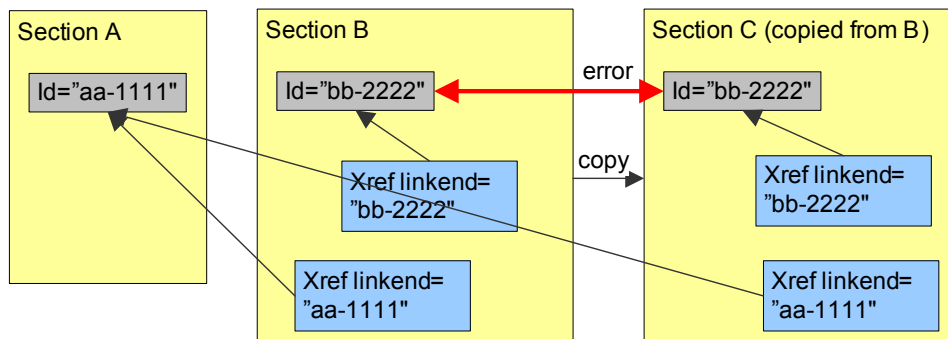 Section A
Id=”aa-1111"
Section B
Id=”bb-2222"
Xref linkend=
”bb-2222"
Xref linkend=
”aa-1111"
error
copy
Section C (copied from B)
Id=”bb-2222"
Xref linkend=
”bb-2222"
Xref linkend=
”aa-1111"